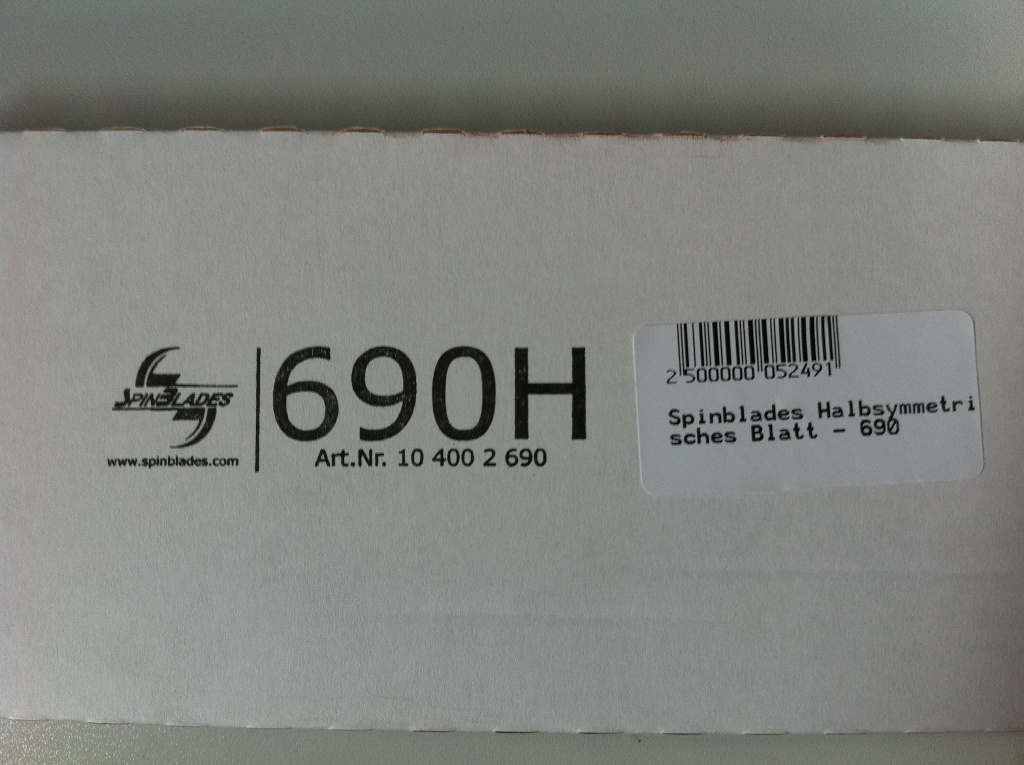 SPINBLADES
www.spinblades.com
690H
Art.Nr. 10 400 2 690
2 500000 052491
Spinblades Halbsymmetri
sches Blatt - 690